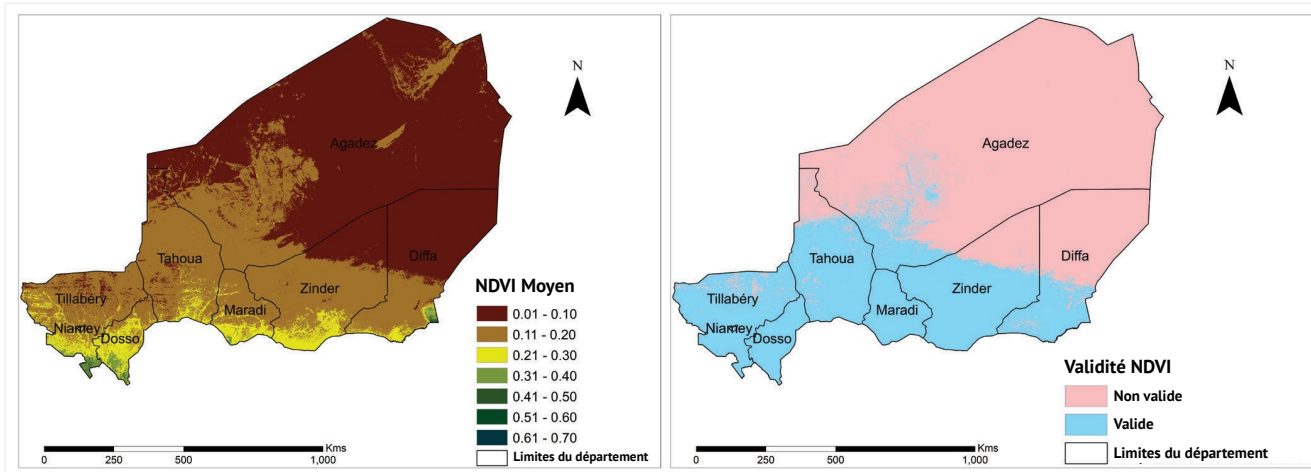 N
Agadez
Diffa
Tahoua
Zinder
Tillabéry
Maradi
Niamey
Dosso
NDVI Moyen
0.01 - 0.10
0.11 - 0.20
0.21 - 0.30
0.31 - 0.40
0.41 - 0.50
0.51 - 0.60
0.61 - 0.70
Limites du département
Kms
0 250 500 1,000
N
Agadez
Diffa
Tahoua
Zinder
Tillabéry
Maradi
Niamey
Dosso
Validité NDVI
Non valide
Valide
Limites du département
Kms
0 250 500 1,000